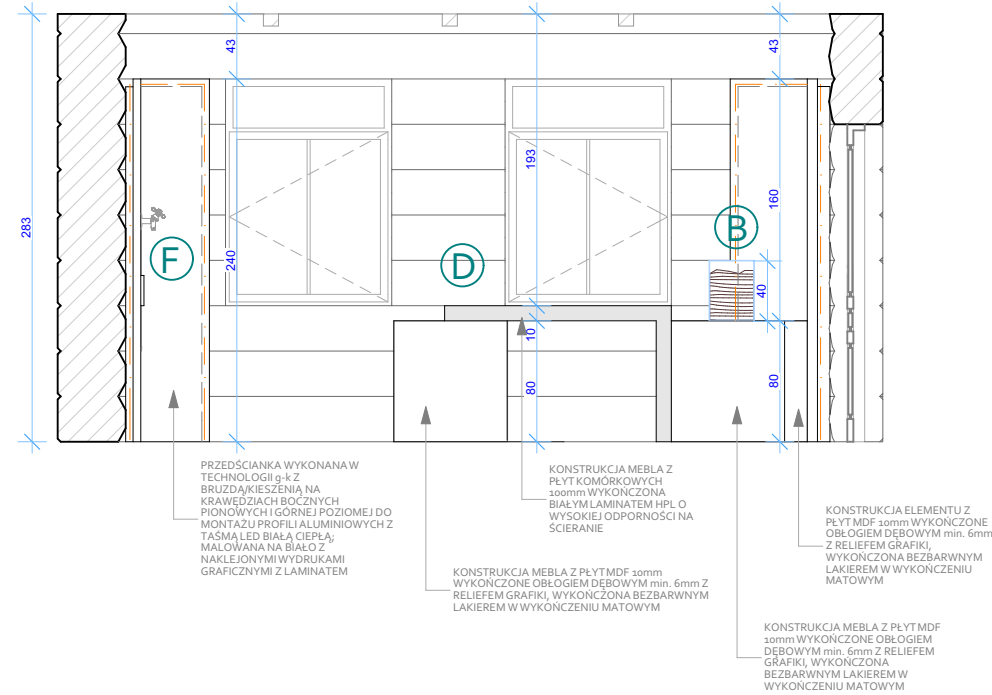 43
43
283
193
160
F
240
D
B
40
10
80
80
PRZEDŚCIANKA WYKONANA W
TECHNOLOGII g-k Z
BRUZDĄ/KIESZENIĄ NA
KRAWĘDZIACH BOCZNYCH
PIONOWYCH I GÓRNEJ POZIOMEJ DO
MONTAŻU PROFILI ALUMINIOWYCH Z
TAŚMĄ LED BIAŁĄ CIEPŁĄ;
MALOWANA NA BIAŁO Z
NAKLEJONYMI WYDRUKAMI
GRAFICZNYMI Z LAMINATEM
KONSTRUKCJA MEBLA Z
PŁYT KOMÓRKOWYCH
100mm WYKOŃCZONA
BIAŁYM LAMINATEM HPL O
WYSOKIEJ ODPORNOŚCI NA
ŚCIERANIE
KONSTRUKCJA MEBLA Z PŁYT MDF 10mm
WYKOŃCZONE OBŁOGIEM DĘBOWYM min. 6mm Z
RELIEFEM GRAFIKI, WYKOŃCZONA BEZBARWNYM
LAKIEREM W WYKOŃCZENIU MATOWYM
KONSTRUKCJA ELEMENTU Z
PŁYT MDF 10mm WYKOŃCZONE
OBŁOGIEM DĘBOWYM min. 6mm
Z RELIEFEM GRAFIKI,
WYKOŃCZONA BEZBARWNYM
LAKIEREM W WYKOŃCZENIU
MATOWYM
KONSTRUKCJA MEBLA Z PŁYT MDF
10mm WYKOŃCZONE OBŁOGIEM
DĘBOWYM min. 6mm Z RELIEFEM
GRAFIKI, WYKOŃCZONA
BEZBARWNYM LAKIEREM W
WYKOŃCZENIU MATOWYM